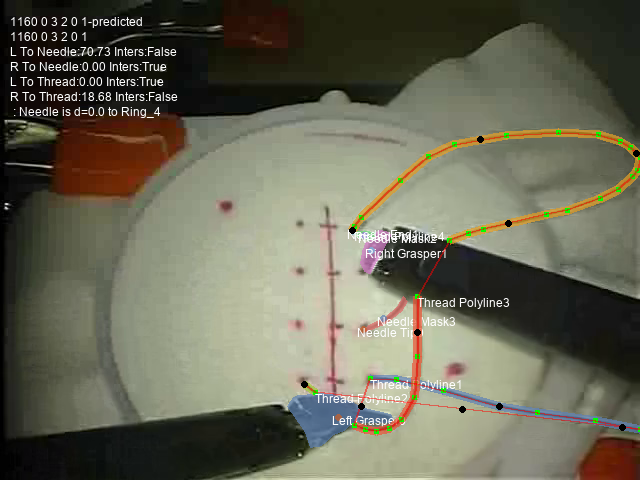 1160 0 3 2 0 1-predicted
1160 0 3 2 0 1
L To Needle:70.73 Inters:False
R To Needle:0.00 Inters:True
L To Thread:0.00 Inters:True
R To Thread:18.68 Inters:False
: Needle is d=0.0 to Ring_4
Right Grasper1
Thread Polyline3
Needle Mask3
Needle Tip
Thread Polyline1
Thread Polyline2
Left Grasper